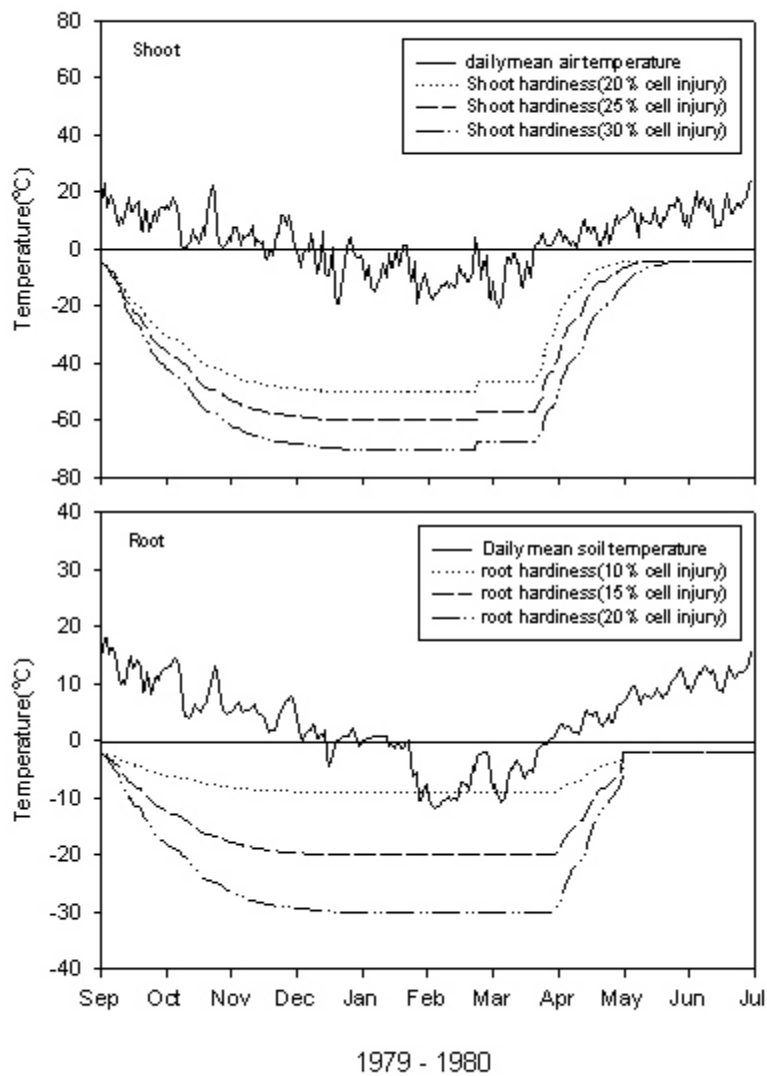 80
60
40
20
0
-20
-40
-60
-80
Temperature(°C)
Shoot
daily mean air temperature
Shoot hardiness(20% cell injury)
Shoot hardiness(25% cell injury)
Shoot hardiness(30% cell injury)
40
30
20
10
0
-10
-20
-30
-40
Temperature(°C)
Root
Daily mean soil temperature
root hardiness(10% cell injury)
root hardiness(15% cell injury)
root hardiness(20% cell injury)
Sep Oct Nov Dec Jan Feb Mar Apr May Jun Jul
1979 - 1980